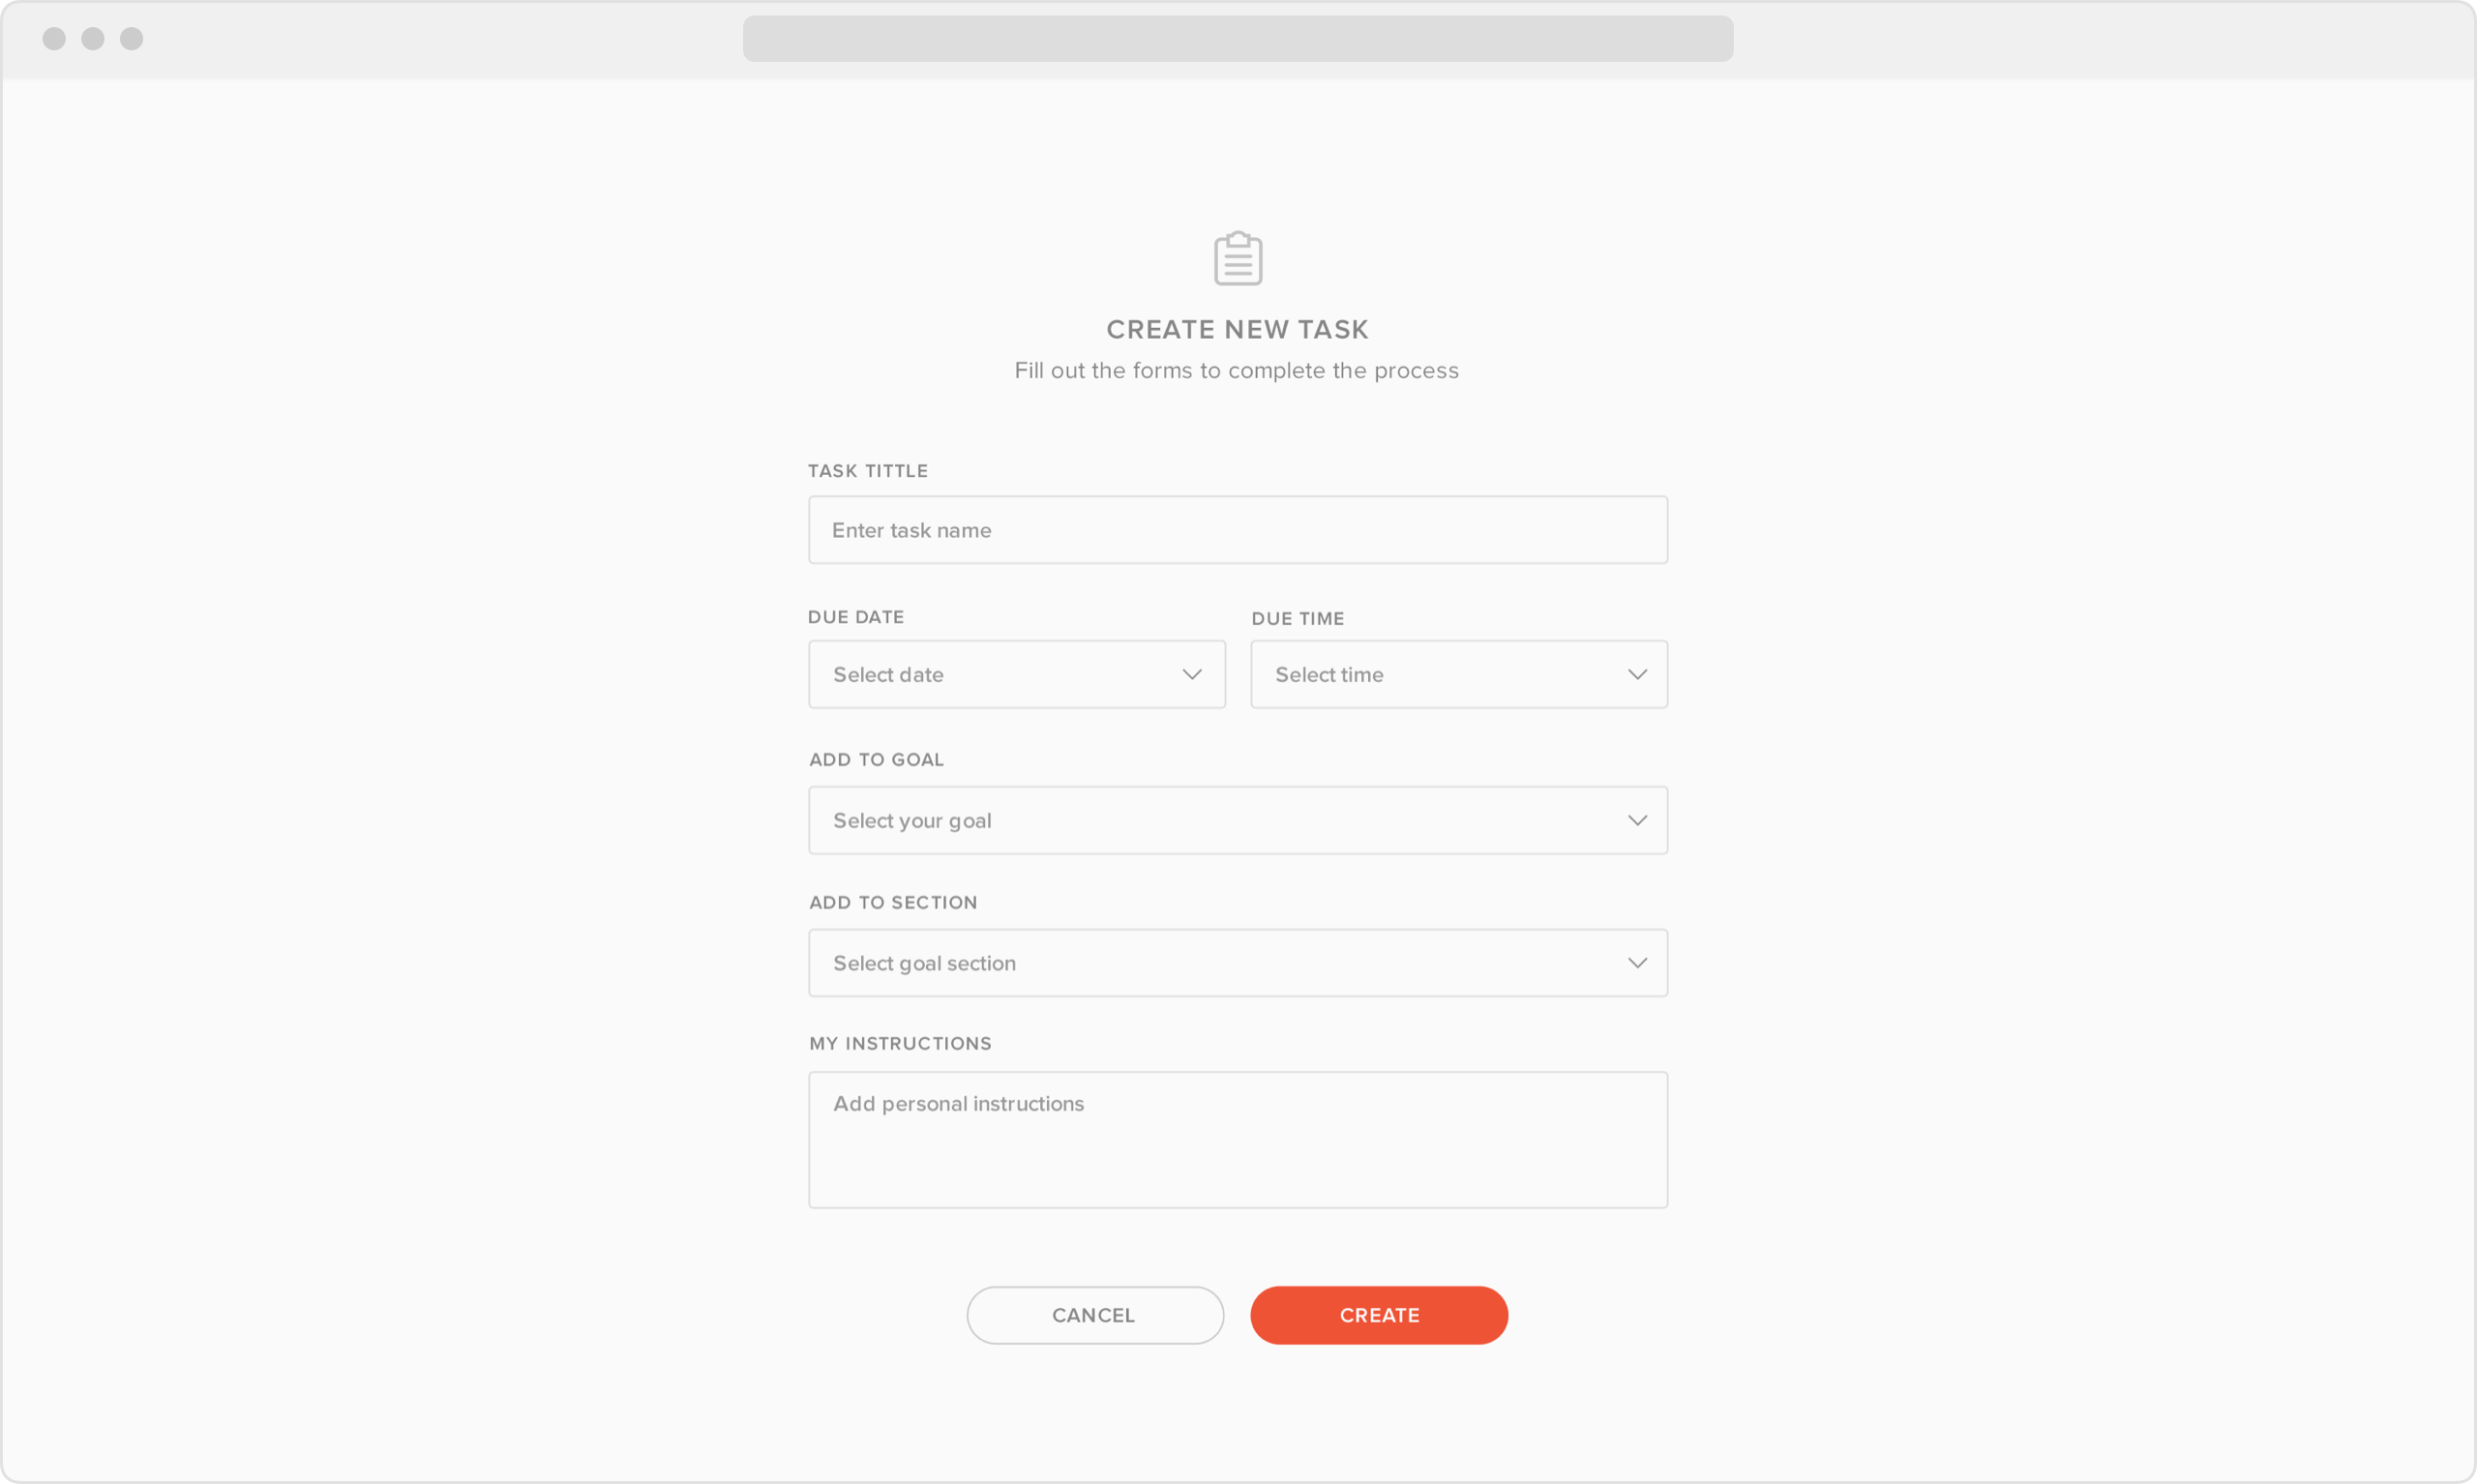 CREATE NEW TASK
Fill out the forms to complete the process
TASK TITTLE
Enter task name
DUE DATE
DUE TIME
Select date
Select time
ADD TO GOAL
Select your goal
ADD TO SECTION
Select goal section
MY INSTRUCTIONS
Add personal instructions
CANCEL
CREATE